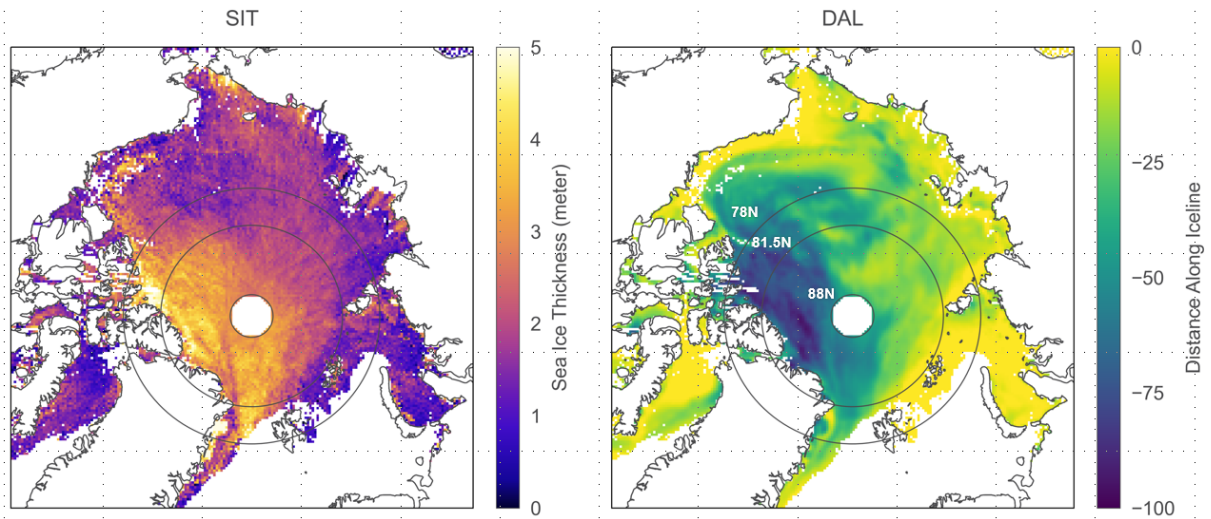 SIT
5
4
3
2
1
0
Sea Ice Thickness (meter)
DAL
78N
81.5N
88N
0
−25
−50
−75
−100
Distance Along Iceline